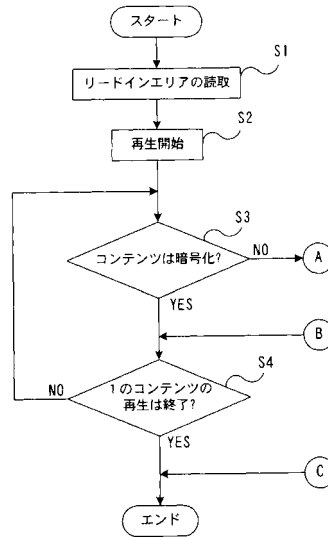 スタート
S1
リードインエリアの読取
S2
再生開始
S3
コンテンツは暗号化?
NO
A
YES
B
S4
NO
1のコンテンツの
再生は終了?
YES
C
エンド